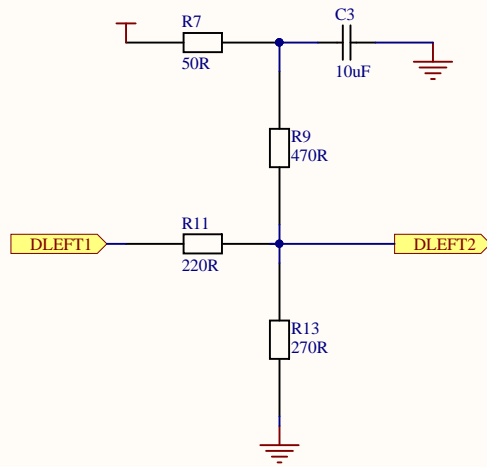 R7
50R
C3
10uF
R9
470R
DLEFT1
R11
220R
DLEFT2
R13
270R